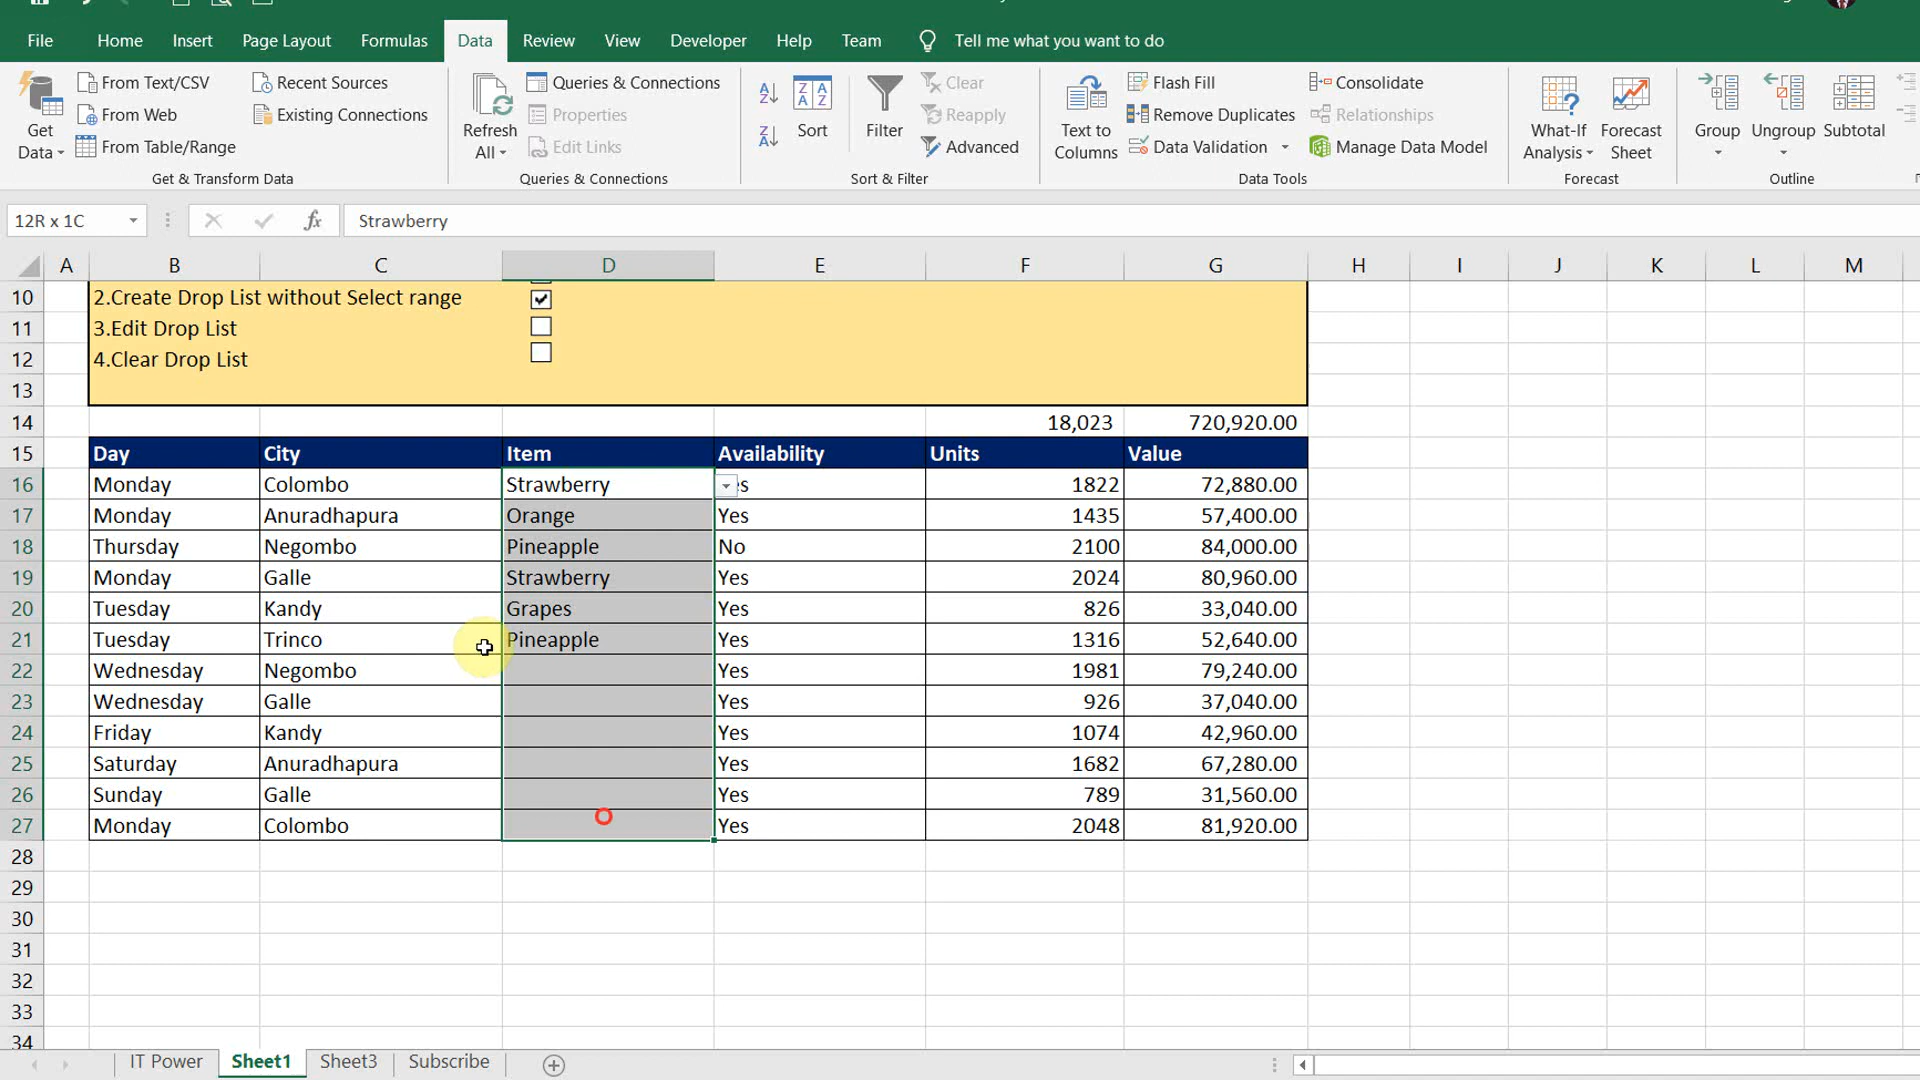 File Home Insert Page Layout Formulas Data Review View Developer Help Team Tell me what you want to do
Get Data
From Text/CSV
From Web
From Table/Range
Recent Sources
Existing Connections
Get & Transform Data
Refresh All
Queries & Connections
Properties
Edit Links
Queries & Connections
Sort
Filter
Clear
Reapply
Advanced
Sort & Filter
Text to Columns
Flash Fill
Remove Duplicates
Data Validation
Consolidate
Relationships
Manage Data Model
Data Tools
What-If Analysis
Forecast Sheet
Forecast
Group
Ungroup
Subtotal
Outline
12R x 1C fx Strawberry
A B C D E F G H I J K L M
10 2.Create Drop List without Select range
11 3.Edit Drop List
12 4.Clear Drop List
13
14 18,023 720,920.00
15 Day City Item Availability Units Value
16 Monday Colombo Strawberry es 1822 72,880.00
17 Monday Anuradhapura Orange Yes 1435 57,400.00
18 Thursday Negombo Pineapple No 2100 84,000.00
19 Monday Galle Strawberry Yes 2024 80,960.00
20 Tuesday Kandy Grapes Yes 826 33,040.00
21 Tuesday Trinco Pineapple Yes 1316 52,640.00
22 Wednesday Negombo Yes 1981 79,240.00
23 Wednesday Galle Yes 926 37,040.00
24 Friday Kandy Yes 1074 42,960.00
25 Saturday Anuradhapura Yes 1682 67,280.00
26 Sunday Galle Yes 789 31,560.00
27 Monday Colombo Yes 2048 81,920.00
28
29
30
31
32
33
34
IT Power Sheet1 Sheet3 Subscribe